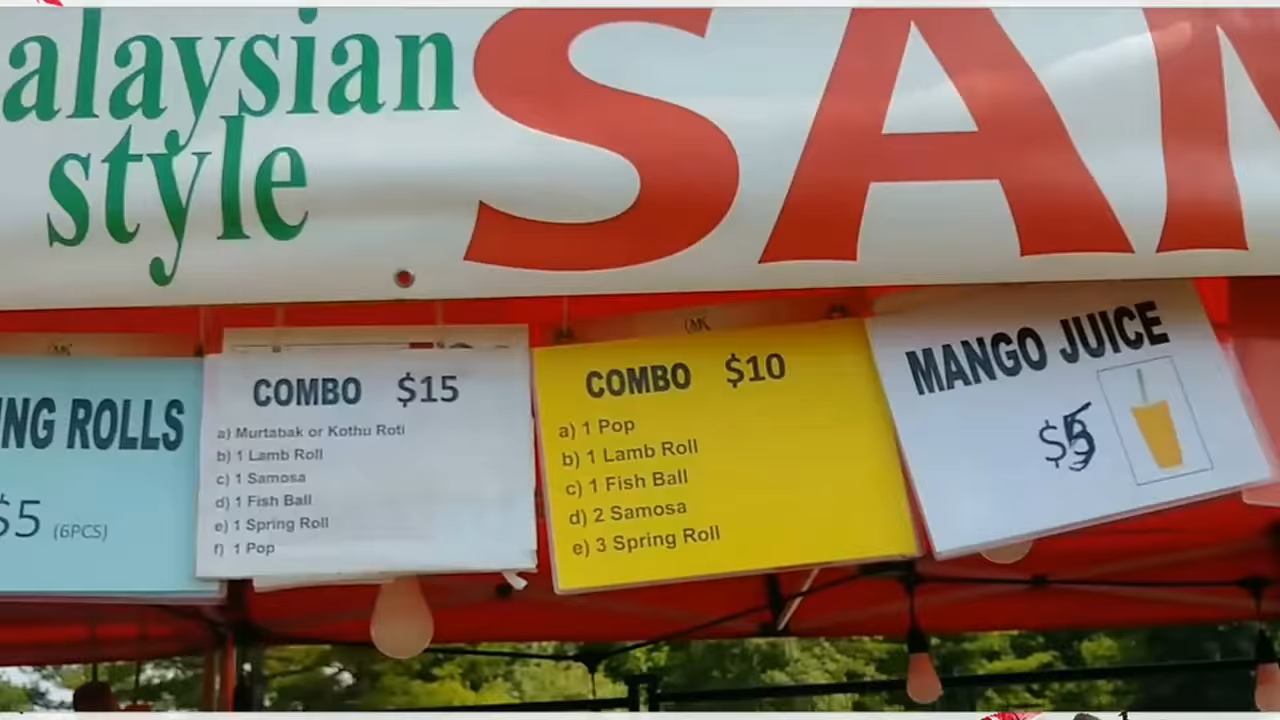 alaysian
style
SAM
NG ROLLS
$5 (6PCS)
COMBO $15
a) Murtabak or Kothu Roti
b) 1 Lamb Roll
c) 1 Samosa
d) 1 Fish Ball
e) 1 Spring Roll
f) 1 Pop
COMBO $10
a) 1 Pop
b) 1 Lamb Roll
c) 1 Fish Ball
d) 2 Samosa
e) 3 Spring Roll
MANGO JUICE
$5